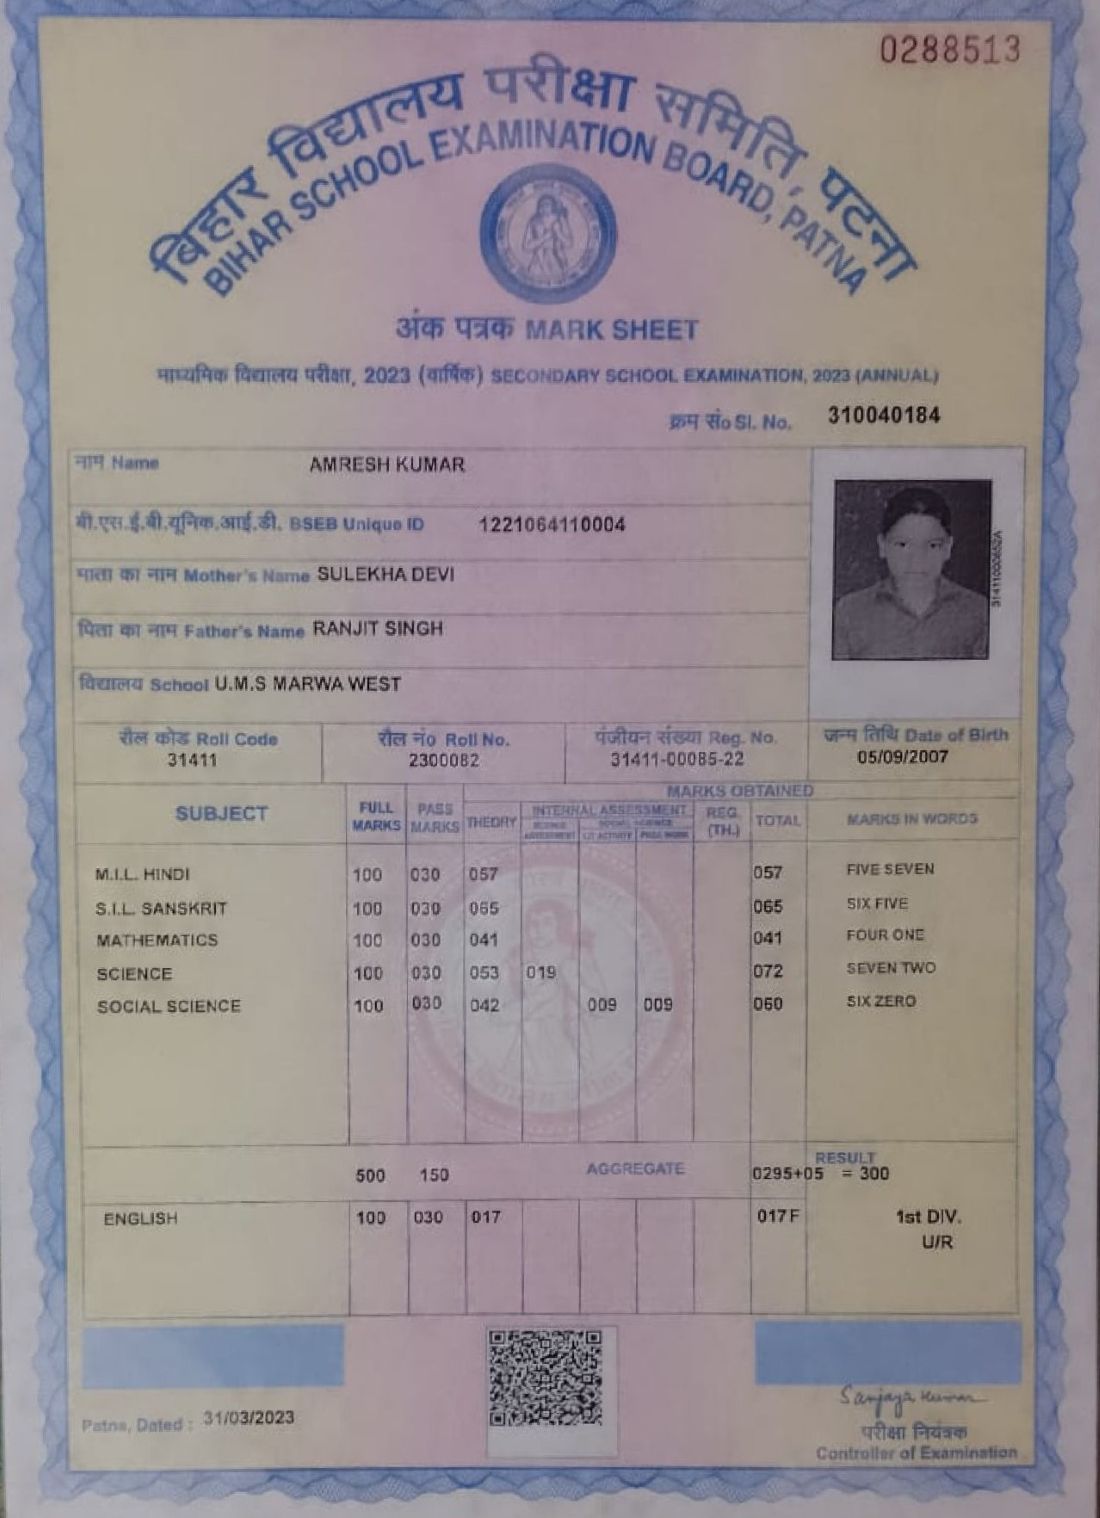 0288513
बिहार विद्यालय परीक्षा समिति, पटना
BIHAR SCHOOL EXAMINATION BOARD, PATNA
अंक पत्रक MARK SHEET
माध्यमिक विद्यालय परीक्षा, 2023 (वार्षिक) SECONDARY SCHOOL EXAMINATION, 2023 (ANNUAL)
क्रम सं० Sl. No. 310040184
नाम Name AMRESH KUMAR
बी.एस.ई.बी.यूनिक.आई.डी. BSEB Unique ID 1221064110004
माता का नाम Mother's Name SULEKHA DEVI
पिता का नाम Father's Name RANJIT SINGH
विद्यालय School U.M.S MARWA WEST
रौल कोड Roll Code रौल नं० Roll No. पंजीयन संख्या Reg. No. जन्म तिथि Date of Birth
31411 2300082 31411-00085-22 05/09/2007
MARKS OBTAINED
SUBJECT FULL MARKS PASS MARKS THEORY INTERNAL ASSESSMENT REG. (TH.) TOTAL MARKS IN WORDS
M.I.L. HINDI 100 030 057 057 FIVE SEVEN
S.I.L. SANSKRIT 100 030 065 065 SIX FIVE
MATHEMATICS 100 030 041 041 FOUR ONE
SCIENCE 100 030 053 019 072 SEVEN TWO
SOCIAL SCIENCE 100 030 042 009 009 060 SIX ZERO
RESULT
500 150 AGGREGATE 0295+05 = 300
ENGLISH 100 030 017 017 F 1st DIV.
U/R
Patna, Dated : 31/03/2023
Sanjaya Kumar
परीक्षा नियंत्रक
Controller of Examination